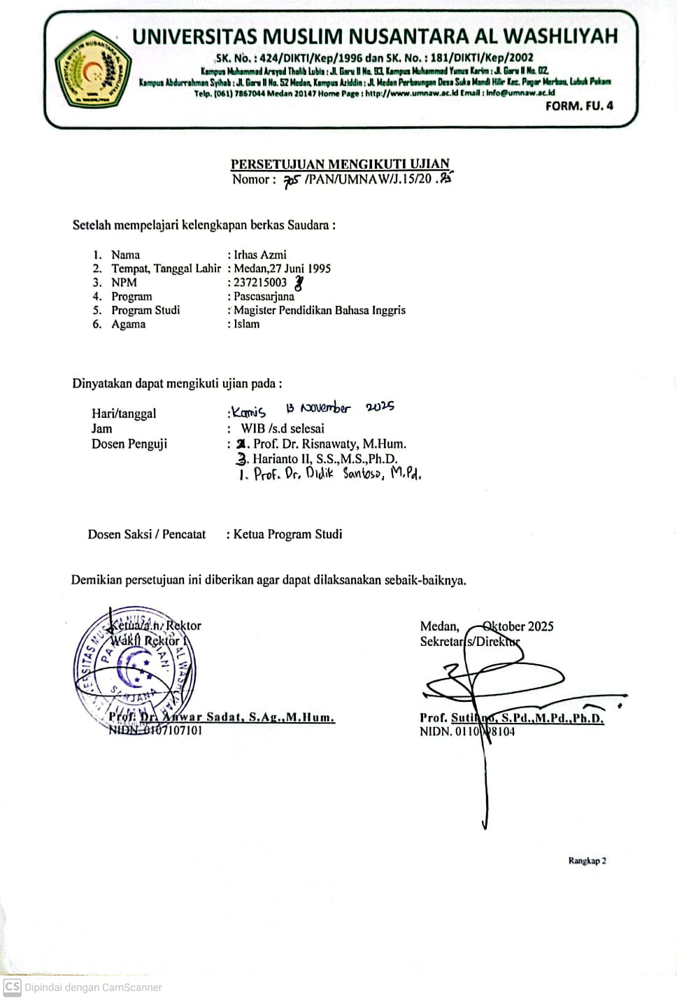 UNIVERSITAS MUSLIM NUSANTARA AL WASHLIYAH
SK. No. : 424/DIKTI/Kep/1996 dan SK. No. : 181/DIKTI/Kep/2002
Kampus Muhammad Arsyad Thalib Lubis : Jl. Garu II No. 93, Kampus Muhammad Yunus Karim : Jl. Garu II No. 02,
Kampus Abdurrahman Syihab : Jl. Garu II No. 52 Medan, Kampus Aziddin : Jl. Medan Perbaungan Desa Suka Mandi Hilir Kec. Pagar Merbau, Lubuk Pakam
Telp. (061) 7867044 Medan 20147 Home Page : http://www.umnaw.ac.id Email : info@umnaw.ac.id
FORM. FU. 4
PERSETUJUAN MENGIKUTI UJIAN
Nomor : 705 /PAN/UMNAW/J.15/20 .25
Setelah mempelajari kelengkapan berkas Saudara :
1. Nama : Irhas Azmi
2. Tempat, Tanggal Lahir : Medan,27 Juni 1995
3. NPM : 237215003
4. Program : Pascasarjana
5. Program Studi : Magister Pendidikan Bahasa Inggris
6. Agama : Islam
Dinyatakan dapat mengikuti ujian pada :
Hari/tanggal : Kamis 13 November 2025
Jam : WIB /s.d selesai
Dosen Penguji : 2. Prof. Dr. Risnawaty, M.Hum.
3. Harianto II, S.S.,M.S.,Ph.D.
1. Prof. Dr. Didik Santoso, M.Pd.
Dosen Saksi / Pencatat : Ketua Program Studi
Demikian persetujuan ini diberikan agar dapat dilaksanakan sebaik-baiknya.
Ketua/a.n. Rektor
Wakil Rektor I
Prof. Dr. Anwar Sadat, S.Ag.,M.Hum.
NIDN. 0107107101
Medan, Oktober 2025
Sekretaris/Direktur
Prof. Sutikno, S.Pd.,M.Pd.,Ph.D.
NIDN.
Rangkap 2
CS Dipindai dengan CamScanner